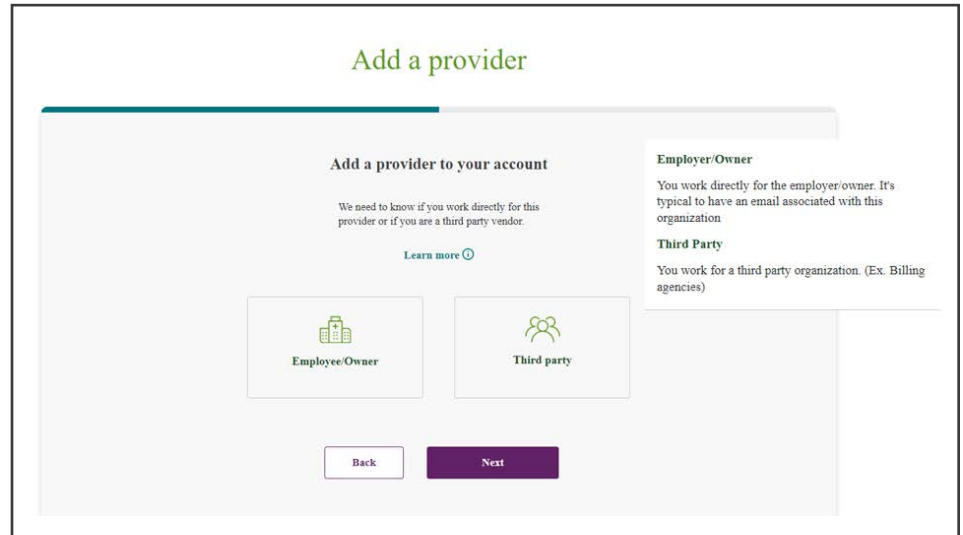 Add a provider
Add a provider to your account
We need to know if you work directly for this
provider or if you are a third party vendor.
Learn more
Employee/Owner
Third party
Back
Next
Employer/Owner
You work directly for the employer/owner. It's
typical to have an email associated with this
organization
Third Party
You work for a third party organization. (Ex. Billing
agencies)